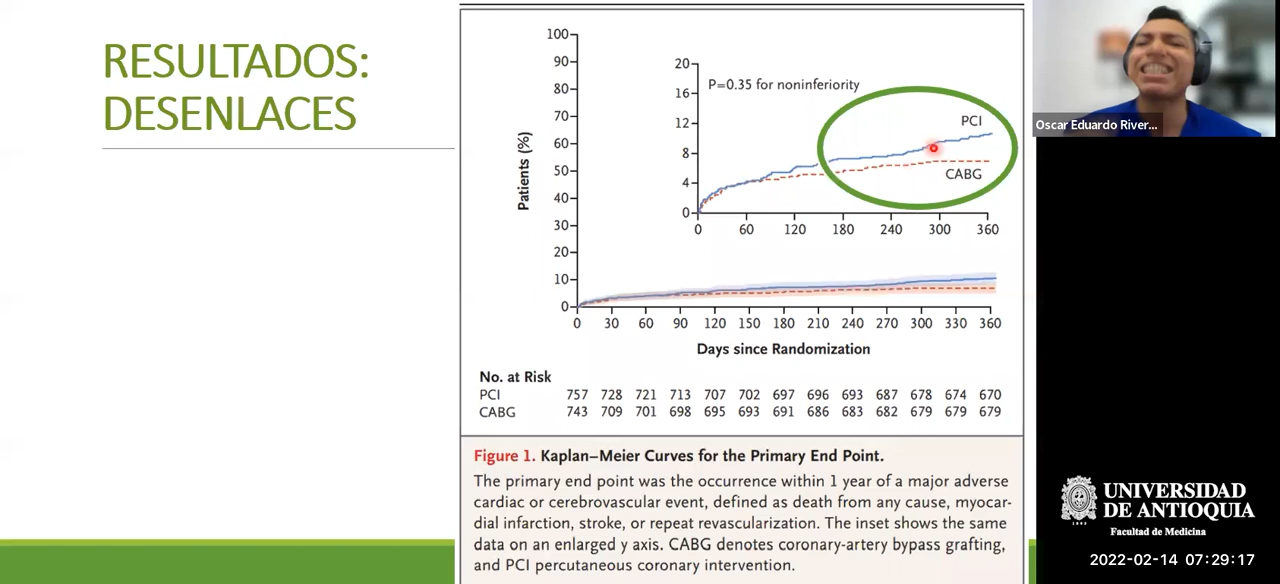 RESULTADOS:
DESENLACES
100
90
80
70
60
50
40
30
20
10
0
Patients (%)
20
16
12
8
4
0
P=0.35 for noninferiority
PCI
CABG
0 60 120 180 240 300 360
0 30 60 90 120 150 180 210 240 270 300 330 360
Days since Randomization
No. at Risk
PCI 757 728 721 713 707 702 697 696 693 687 678 674 670
CABG 743 709 701 698 695 693 691 686 683 682 679 679 679
Figure 1. Kaplan–Meier Curves for the Primary End Point.
The primary end point was the occurrence within 1 year of a major adverse
cardiac or cerebrovascular event, defined as death from any cause, myocar-
dial infarction, stroke, or repeat revascularization. The inset shows the same
data on an enlarged y axis. CABG denotes coronary-artery bypass grafting,
and PCI percutaneous coronary intervention.
Oscar Eduardo River...
1803
UNIVERSIDAD
DE ANTIOQUIA
Facultad de Medicina
2022-02-14 07:29:17